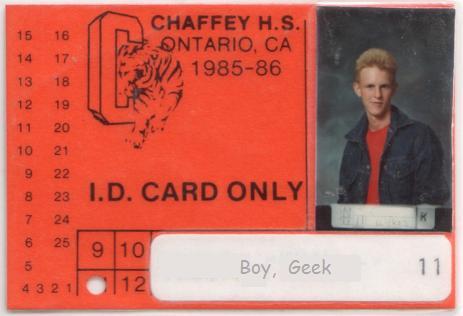 CHAFFEY H.S.
ONTARIO, CA
1985-86
I.D. CARD ONLY
15 16
14 17
13 18
12 19
11 20
10 21
9 22
8 23
7 24
6 25
5
4 3 2 1
9 10
12
K
Boy, Geek 11